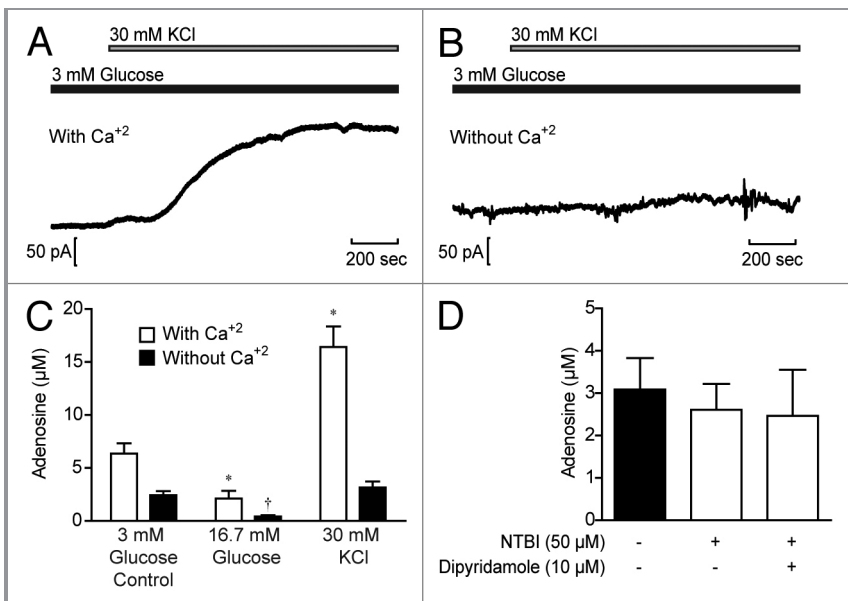 A
30 mM KCl
3 mM Glucose
With Ca+2
50 pA
200 sec
B
30 mM KCl
3 mM Glucose
Without Ca+2
50 pA
200 sec
C
Adenosine (µM)
20
15
10
5
0
With Ca+2
Without Ca+2
*
*
†
3 mM
Glucose
Control
16.7 mM
Glucose
30 mM
KCl
D
Adenosine (µM)
5
4
3
2
1
0
NTBI (50 µM) - + +
Dipyridamole (10 µM) - - +